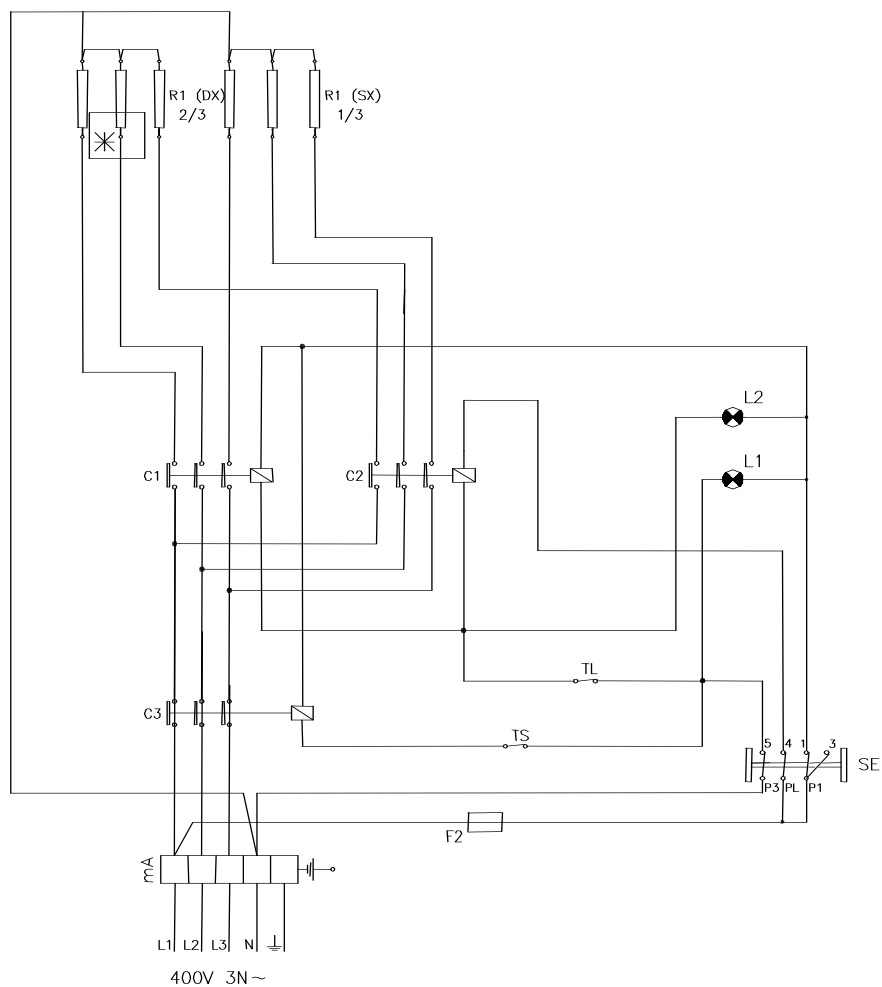 R1 (DX)
2/3
R1 (SX)
1/3
L2
L1
C1
C2
TL
C3
TS
5 4 1 3
SE
P3 PL P1
F2
mA
L1 L2 L3 N
400V 3N~